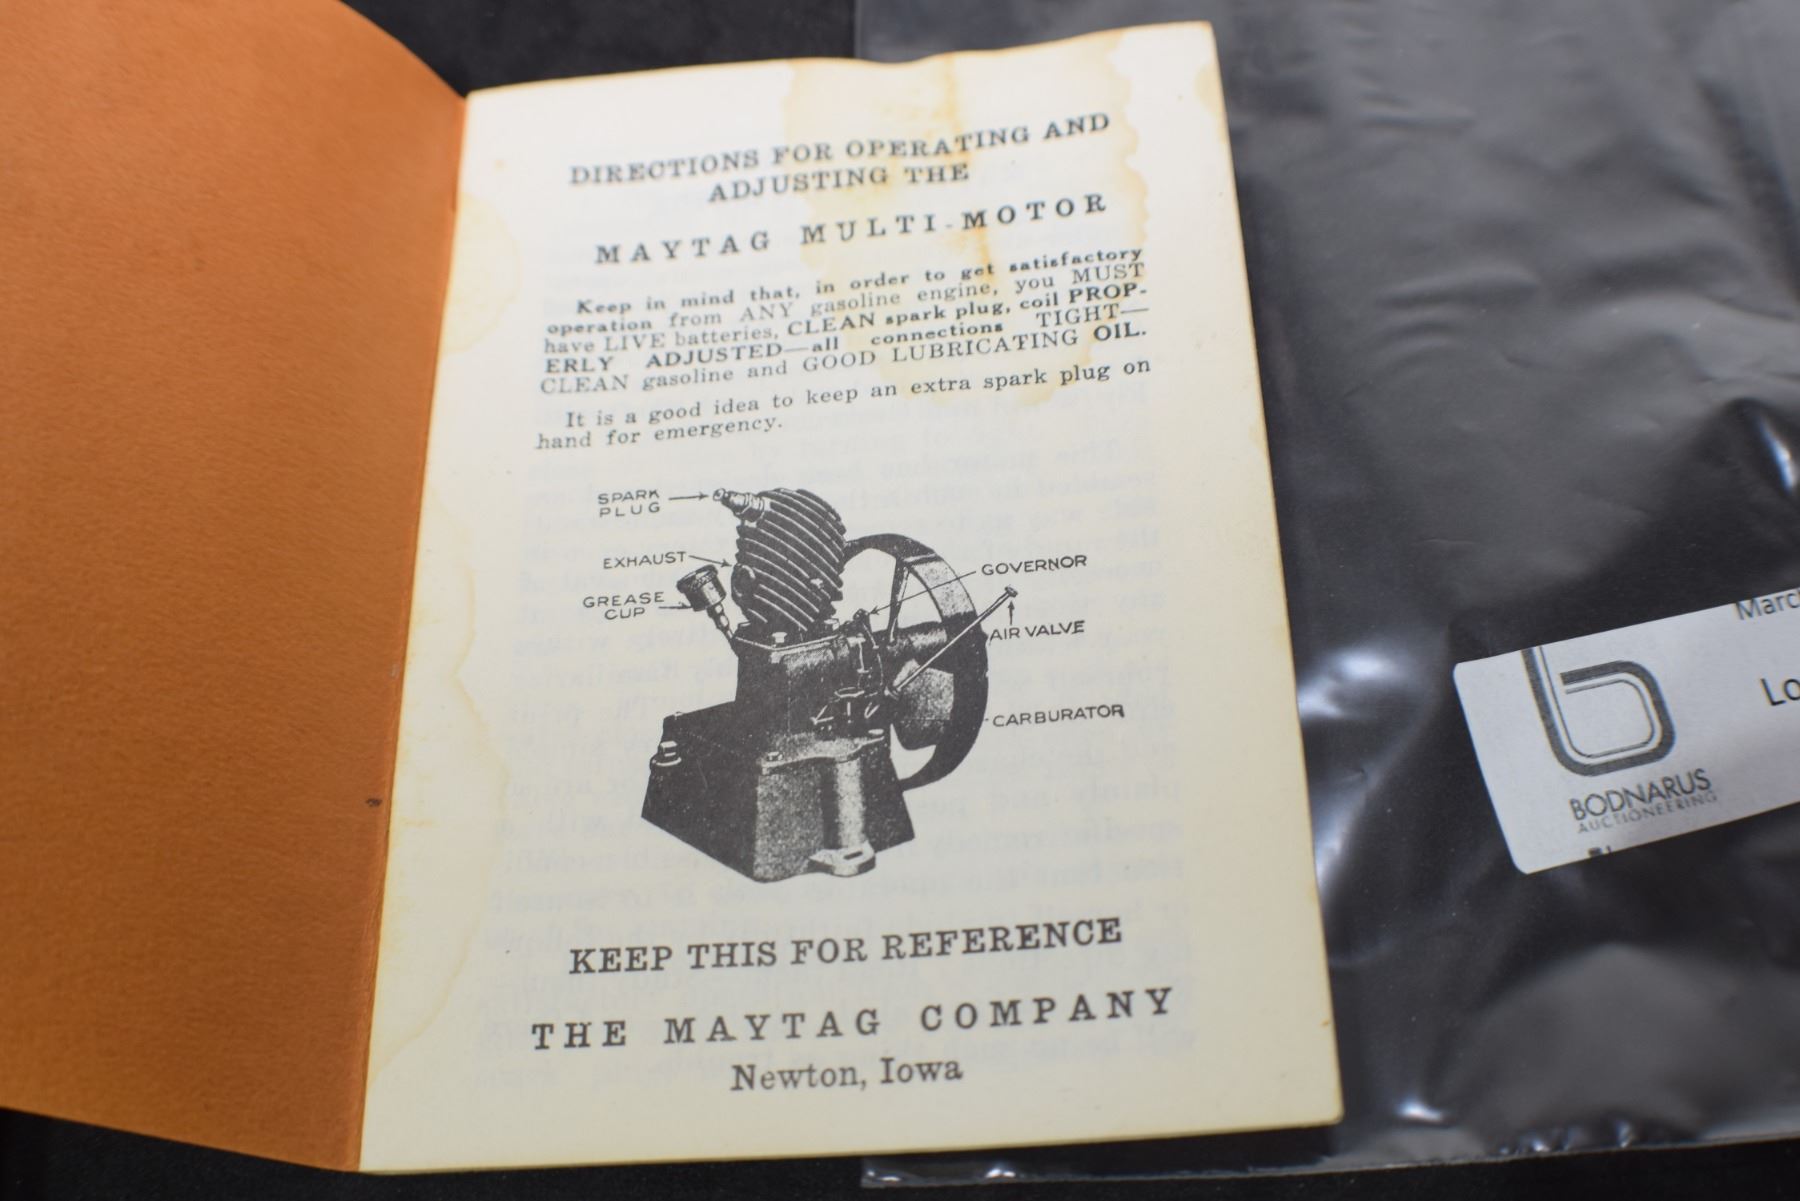 DIRECTIONS FOR OPERATING AND
ADJUSTING THE
MAYTAG MULTI-MOTOR
Keep in mind that, in order to get satisfactory
operation from ANY gasoline engine, you MUST
have LIVE batteries, CLEAN spark plug, coil PROP-
ERLY ADJUSTED—all connections TIGHT—
CLEAN gasoline and GOOD LUBRICATING OIL.
It is a good idea to keep an extra spark plug on
hand for emergency.
SPARK
PLUG
EXHAUST
GREASE
CUP
GOVERNOR
AIR VALVE
CARBURATOR
KEEP THIS FOR REFERENCE
THE MAYTAG COMPANY
Newton, Iowa
March
Lo
BODNARUS
AUCTIONEERING